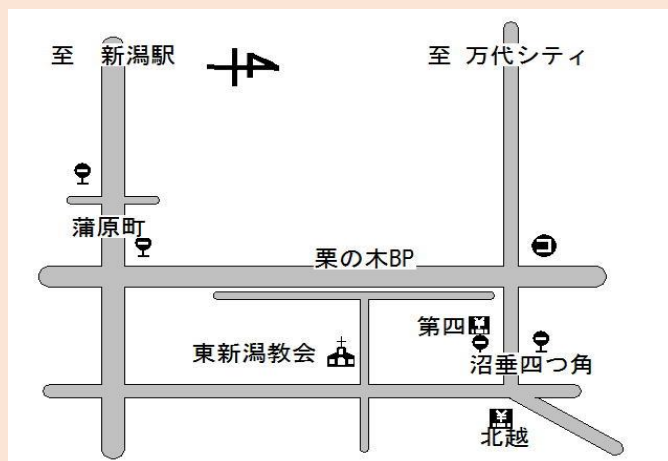 至 新潟駅
至 万代シティ
蒲原町
栗の木BP
第四
東新潟教会
沼垂四つ角
北越